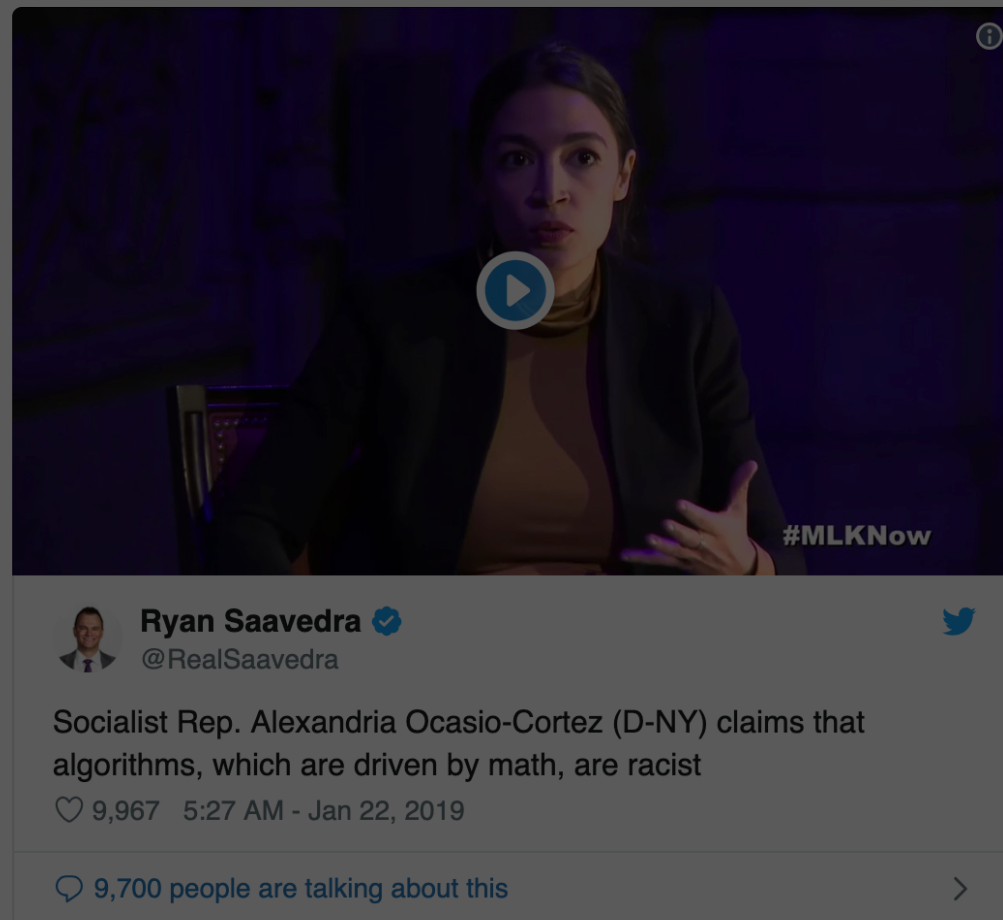 #MLKNow
Ryan Saavedra
@RealSaavedra
Socialist Rep. Alexandria Ocasio-Cortez (D-NY) claims that
algorithms, which are driven by math, are racist
9,967 5:27 AM - Jan 22, 2019
9,700 people are talking about this